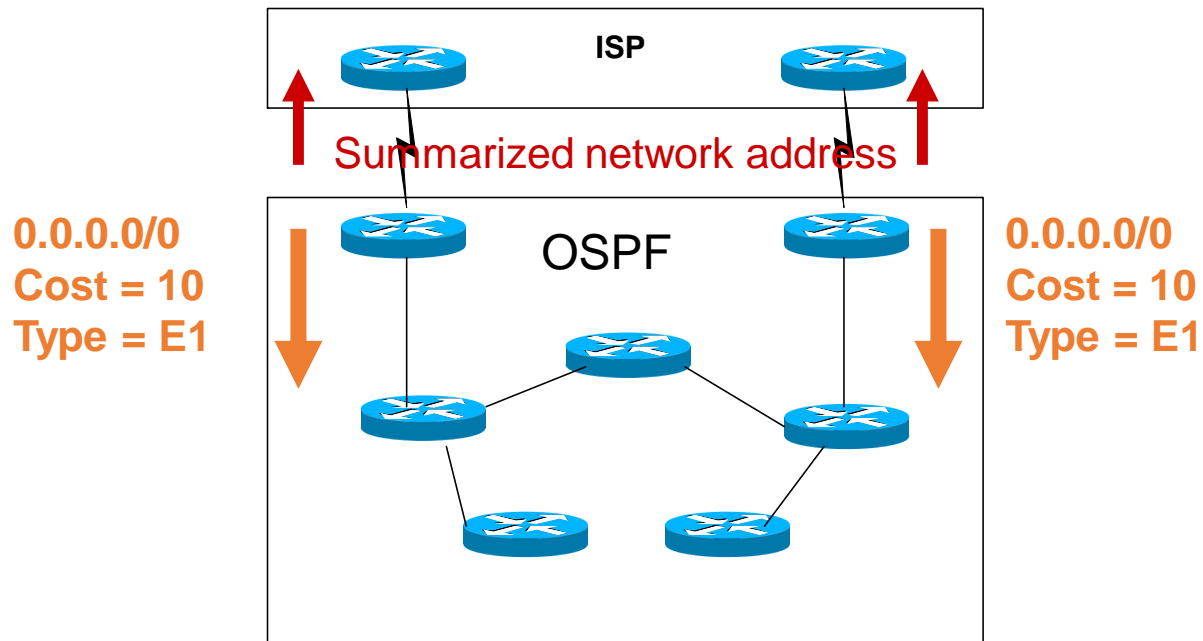 ISP
Summarized network address
OSPF
0.0.0.0/0
Cost = 10
Type = E1
0.0.0.0/0
Cost = 10
Type = E1